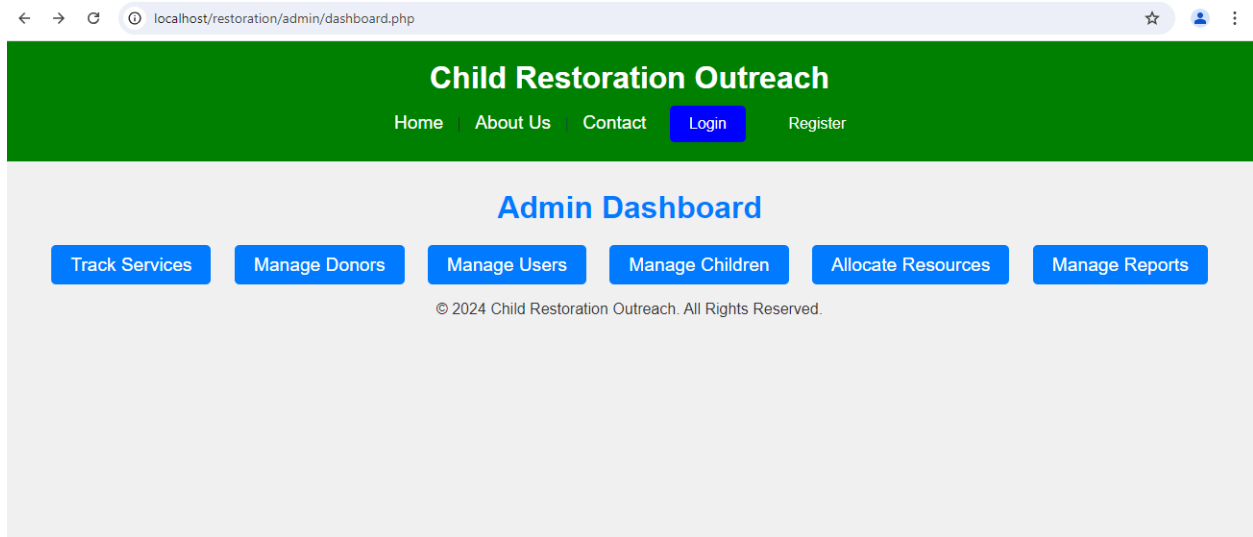 localhost/restoration/admin/dashboard.php
Child Restoration Outreach
Home | About Us | Contact Login Register
Admin Dashboard
Track Services Manage Donors Manage Users Manage Children Allocate Resources Manage Reports
© 2024 Child Restoration Outreach. All Rights Reserved.